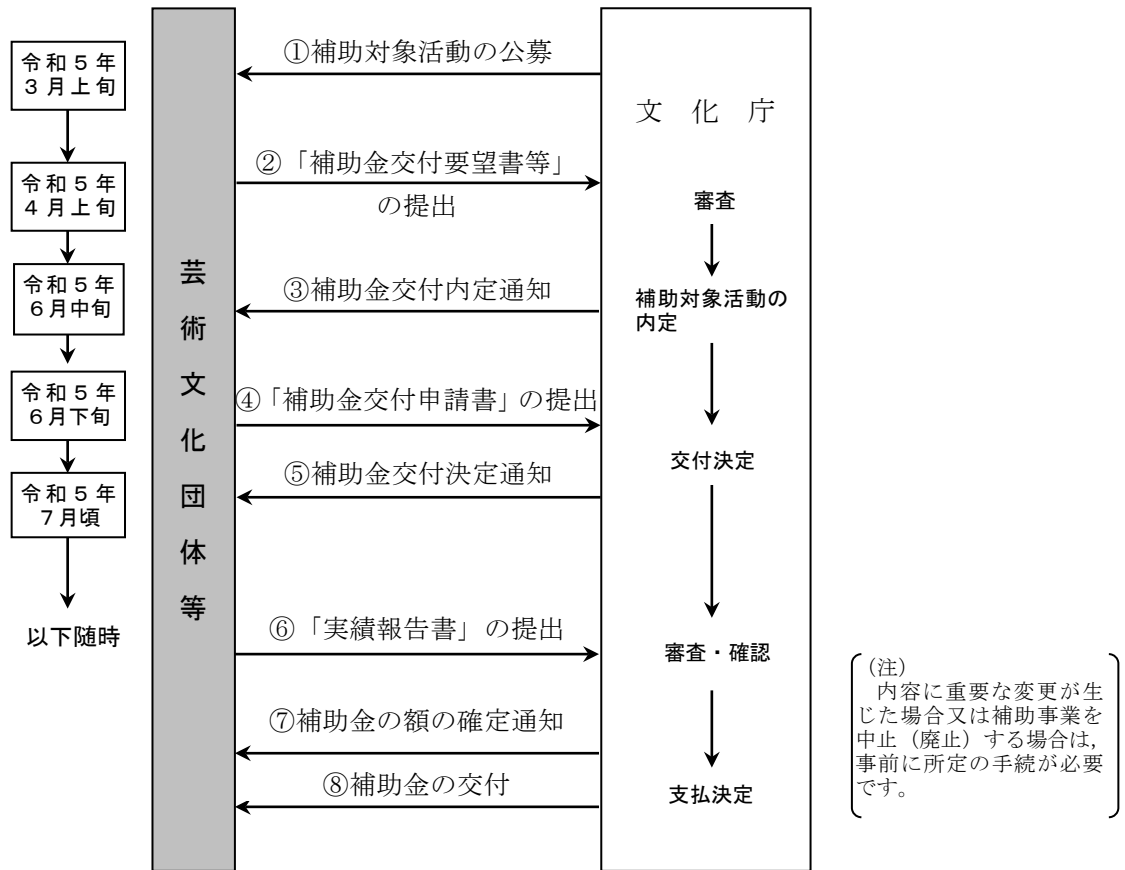 令和５年
３月上旬
令和５年
４月上旬
令和５年
６月中旬
令和５年
６月下旬
令和５年
７月頃
以下随時
芸術文化団体等
①補助対象活動の公募
②「補助金交付要望書等」
の提出
③補助金交付内定通知
④「補助金交付申請書」の提出
⑤補助金交付決定通知
⑥「実績報告書」の提出
⑦補助金の額の確定通知
⑧補助金の交付
文化庁
審査
補助対象活動の
内定
交付決定
審査・確認
支払決定
（注）
内容に重要な変更が生
じた場合又は補助事業を
中止（廃止）する場合は，
事前に所定の手続が必要
です。